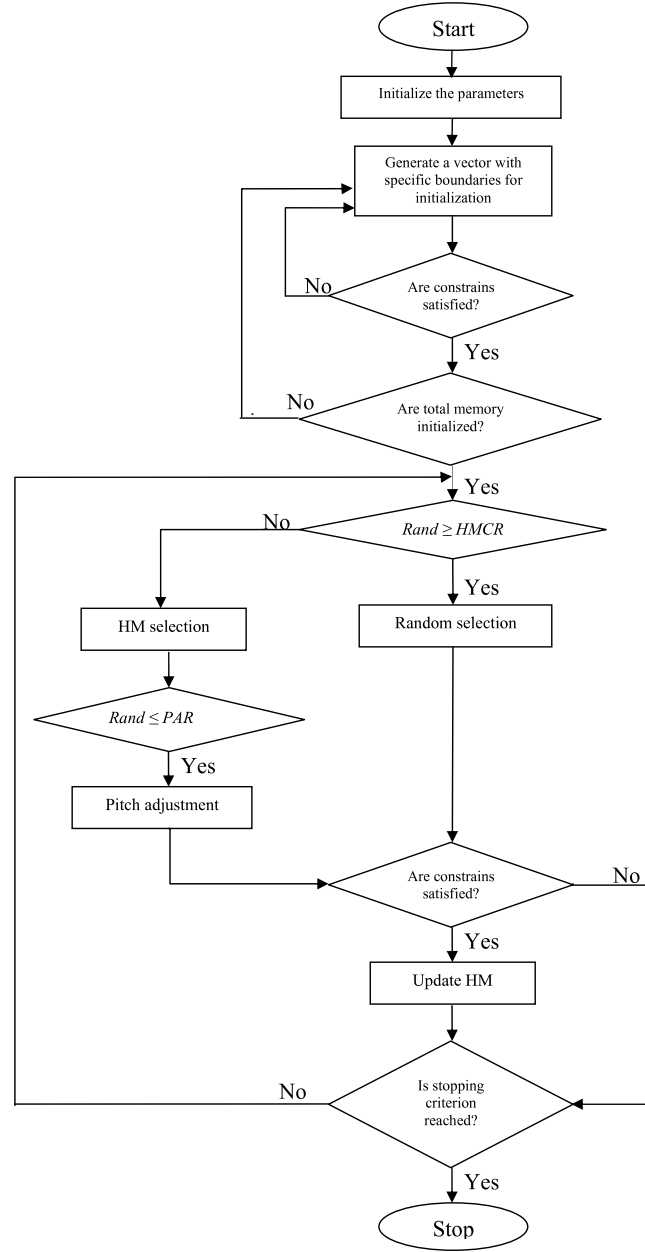 Start
Initialize the parameters
Generate a vector with
specific boundaries for
initialization
No
Are constrains
satisfied?
Yes
No
Are total memory
initialized?
Yes
No
Rand ≥ HMCR
Yes
HM selection
Random selection
Rand ≤ PAR
Yes
Pitch adjustment
Are constrains
satisfied?
No
Yes
Update HM
No
Is stopping
criterion
reached?
Yes
Stop